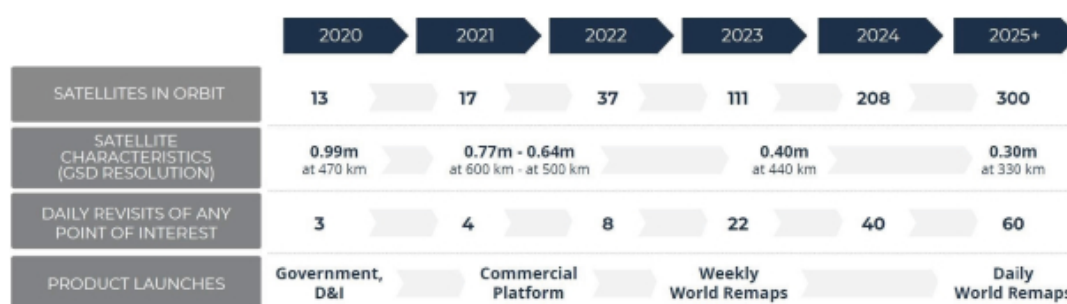 2020 2021 2022 2023 2024 2025+
SATELLITES IN ORBIT 13 17 37 111 208 300
SATELLITE
CHARACTERISTICS
(GSD RESOLUTION)
0.99m 0.77m - 0.64m 0.40m 0.30m
at 470 km at 600 km - at 500 km at 440 km at 330 km
DAILY REVISITS OF ANY
POINT OF INTEREST
3 4 8 22 40 60
PRODUCT LAUNCHES
Government, Commercial Weekly Daily
D&I Platform World Remaps World Remaps